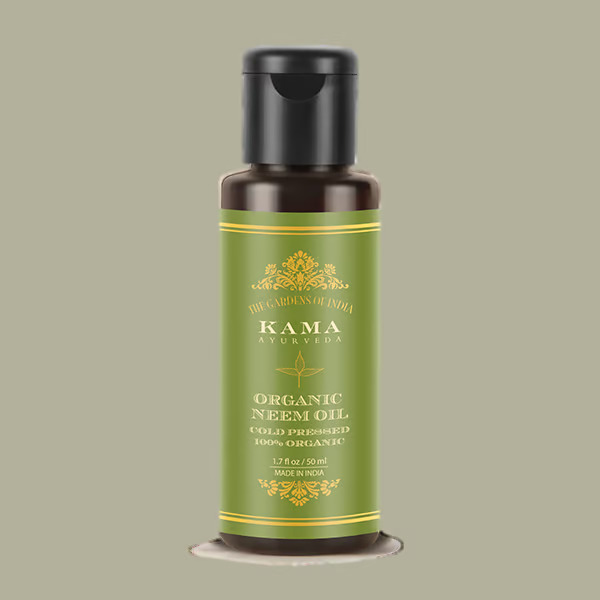 THE GARDENS OF INDIA
KAMA
AYURVEDA
ORGANIC
NEEM OIL
COLD PRESSED
100% ORGANIC
1.7 fl oz / 50 ml
MADE IN INDIA